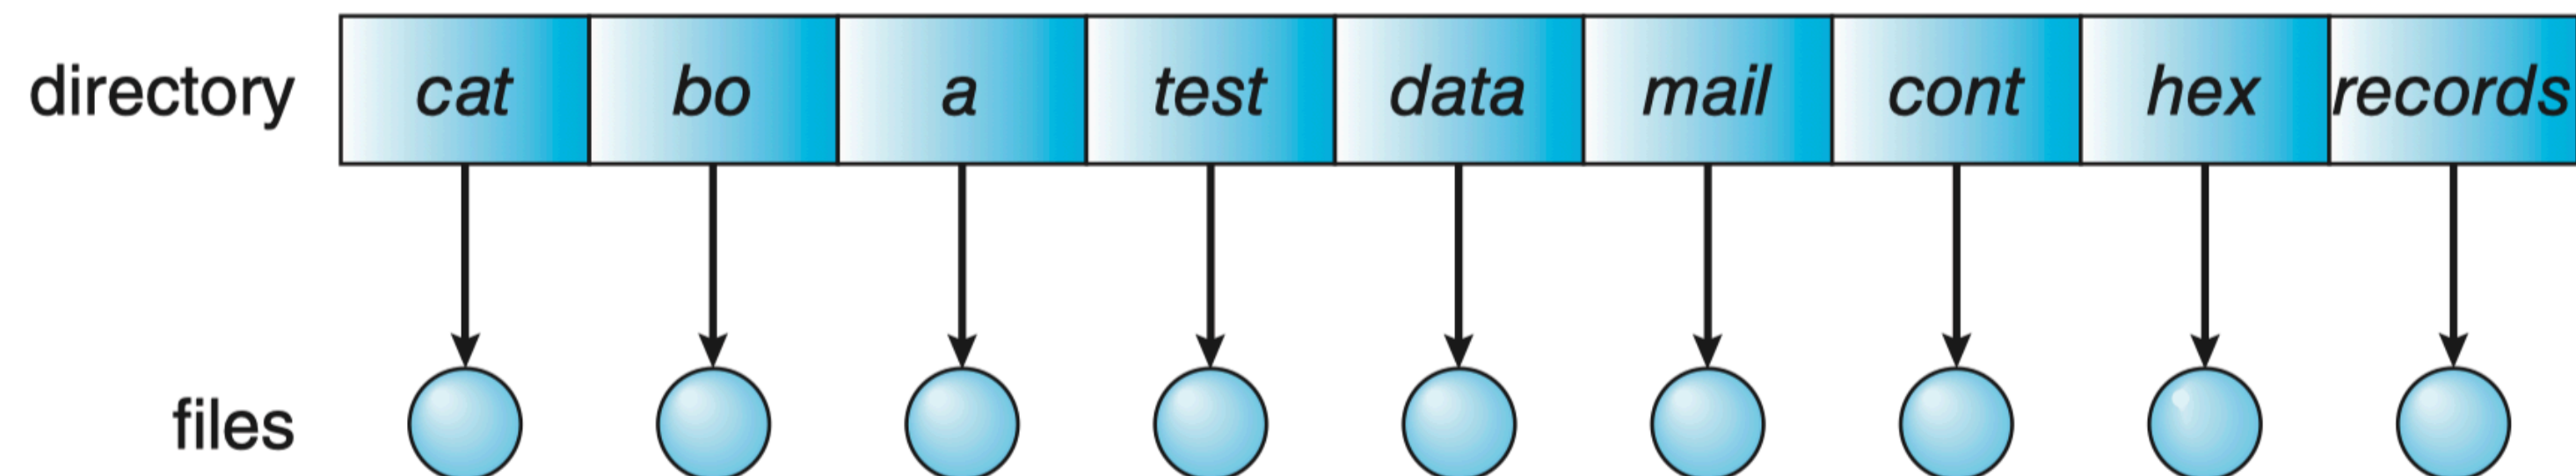 directory cat bo a test data mail cont hex records
files